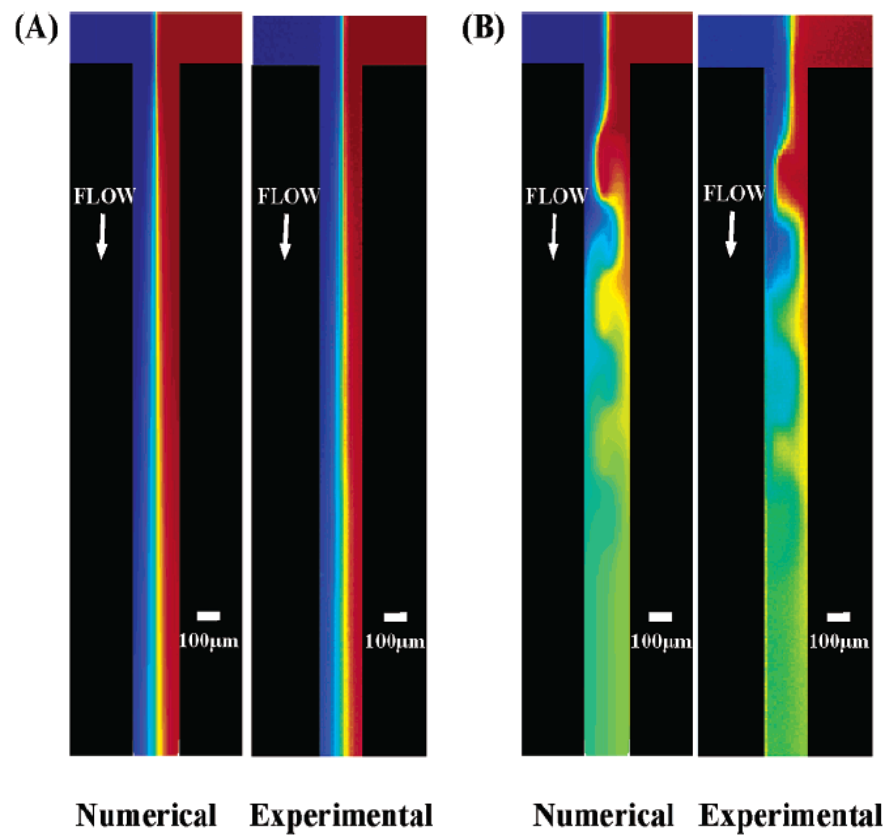 (A)
(B)
FLOW
FLOW
FLOW
FLOW
100μm
100μm
100μm
100μm
Numerical
Experimental
Numerical
Experimental